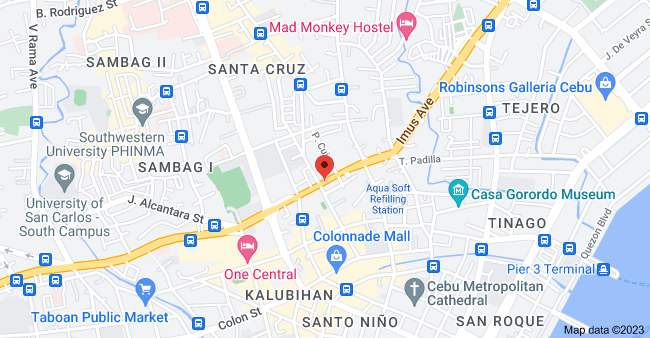 B. Rodriguez St
V Rama Ave
Mad Monkey Hostel
J. De Veyra S
SAMBAG II
SANTA CRUZ
Robinsons Galleria Cebu
TEJERO
Imus Ave
Southwestern
University PHINMA
P. Cui
T. Padilla
SAMBAG I
University of
San Carlos -
South Campus
J. Alcantara St
Aqua Soft
Refilling
Station
Casa Gorordo Museum
TINAGO
Quezon Blvd
Colonnade Mall
One Central
Pier 3 Terminal
Taboan Public Market
KALUBIHAN
Cebu Metropolitan
Cathedral
Colon St
SANTO NIÑO
SAN ROQUE
Map data ©2023